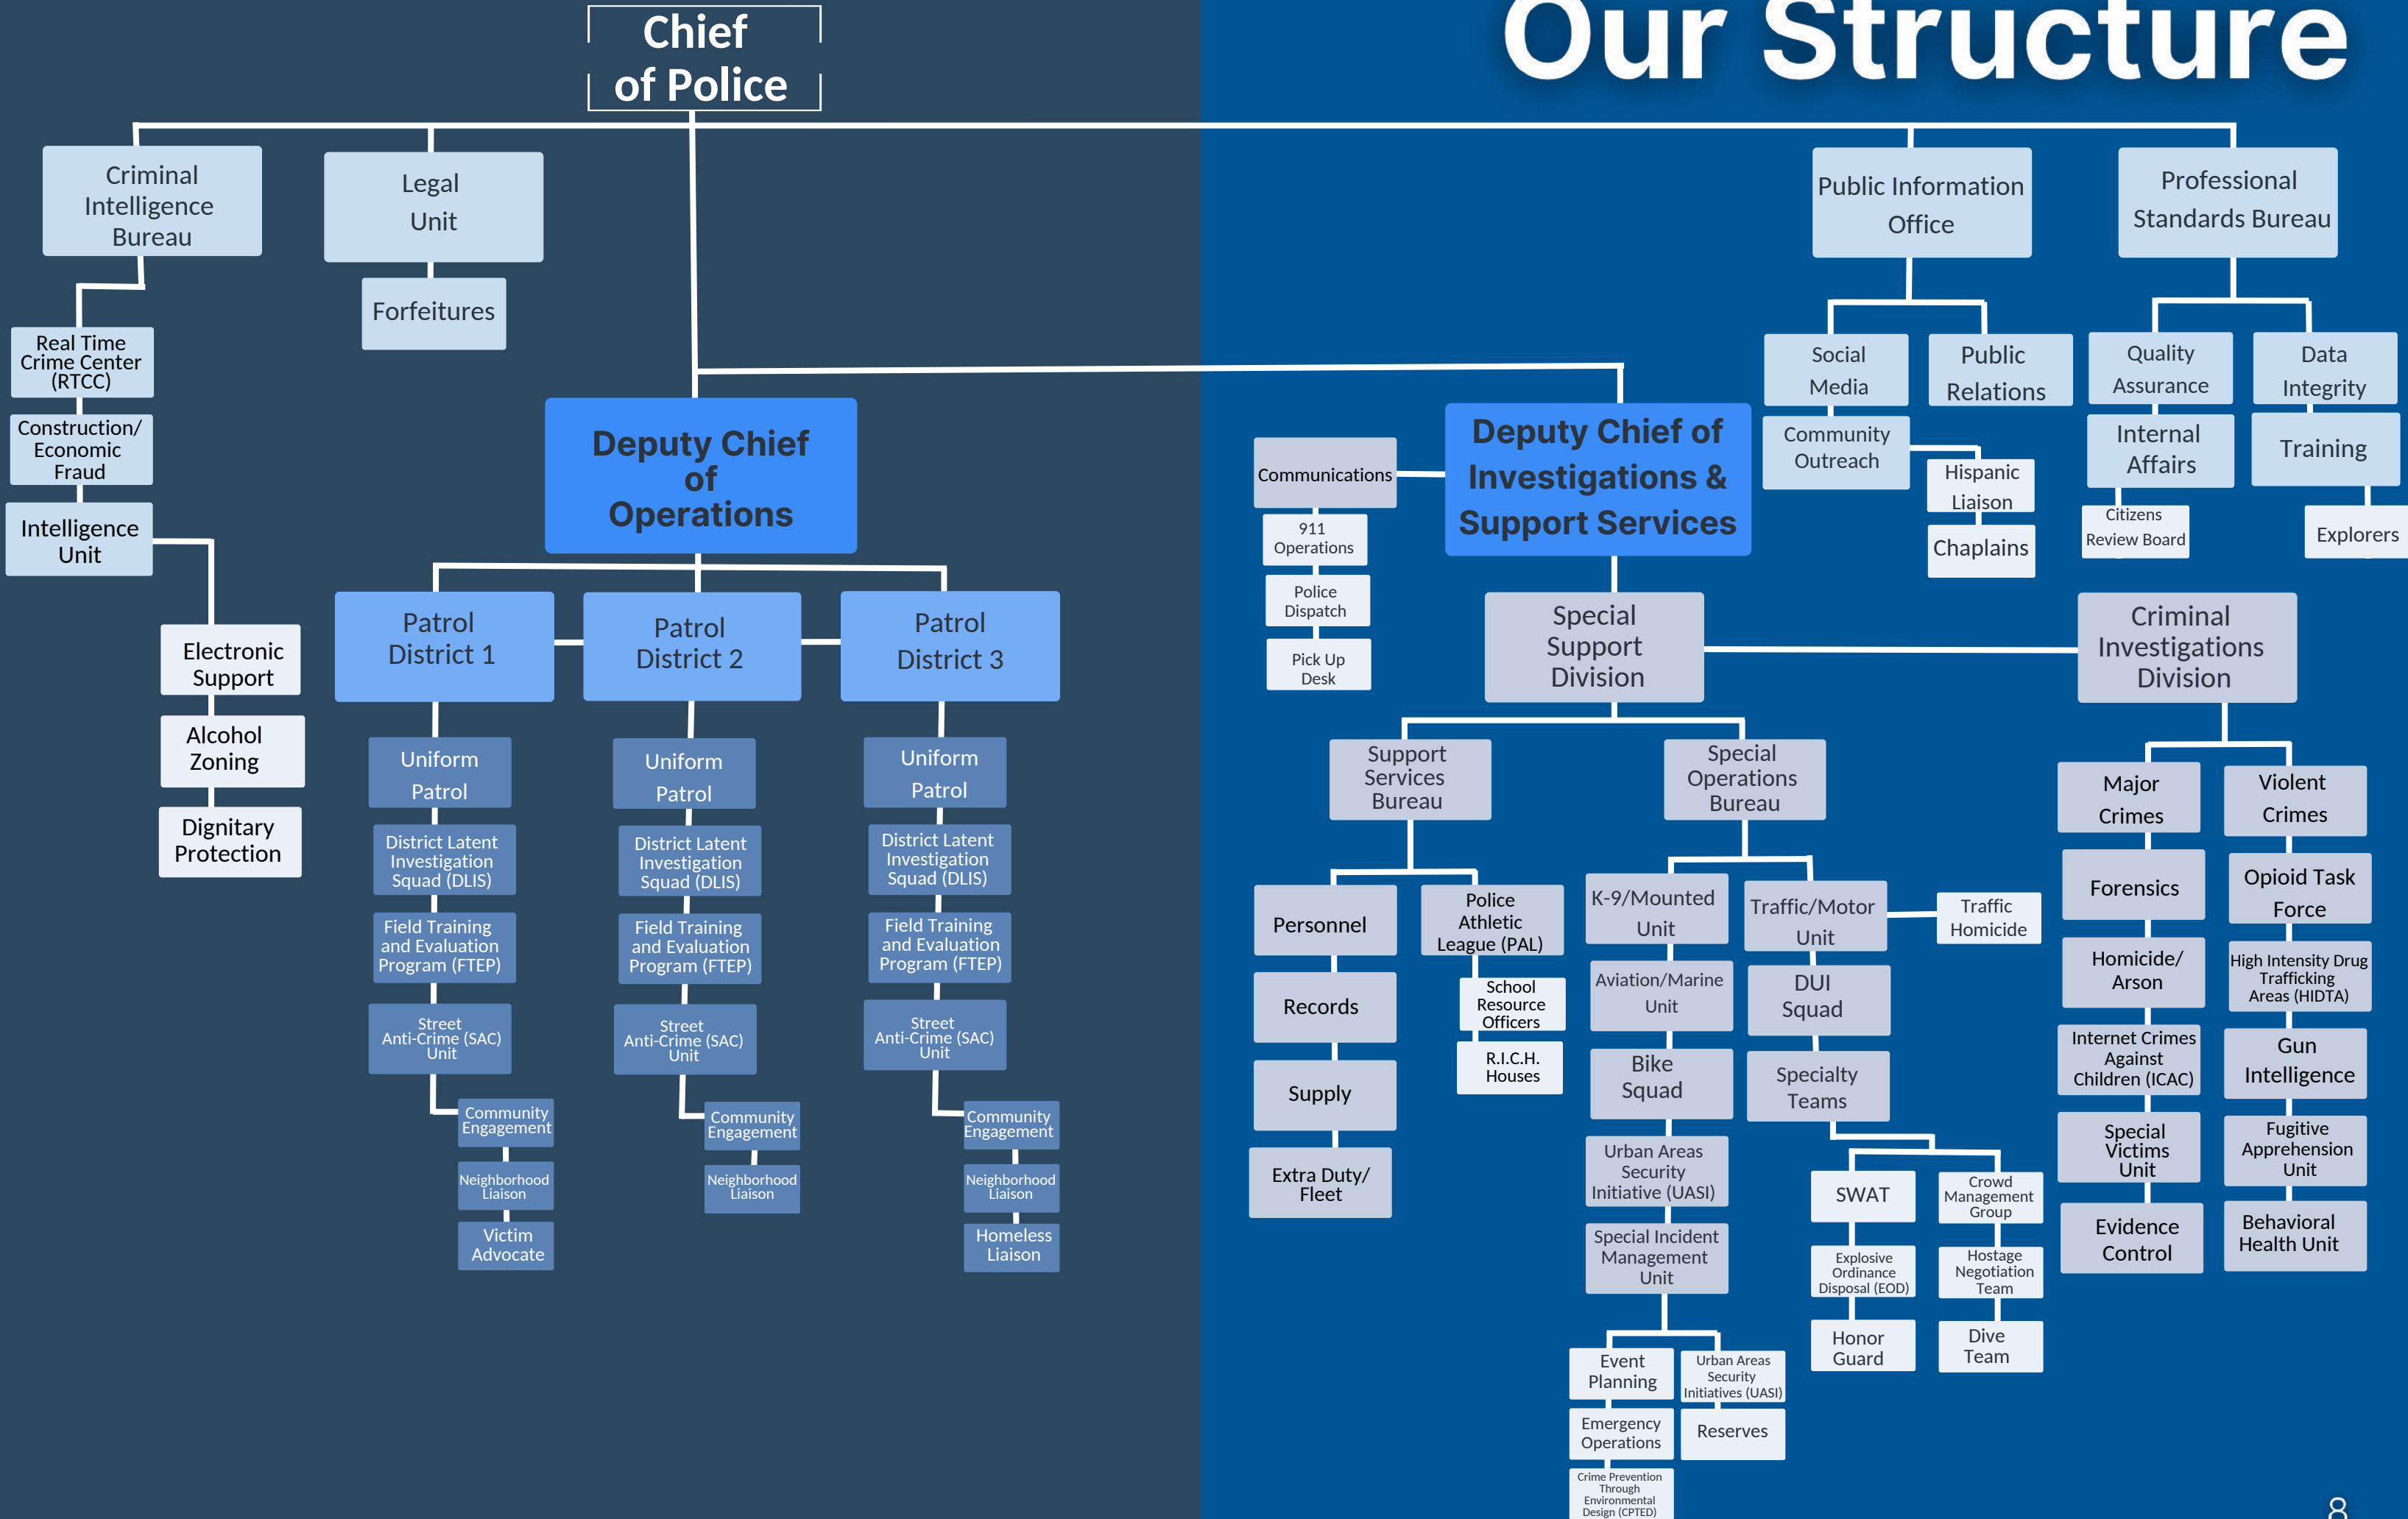 Our Structure
Chief
of Police
Criminal
Intelligence
Bureau
Legal
Unit
Public Information
Office
Professional
Standards Bureau
Forfeitures
Real Time
Crime Center
(RTCC)
Construction/
Economic
Fraud
Intelligence
Unit
Electronic
Support
Alcohol
Zoning
Dignitary
Protection
Social
Media
Public
Relations
Community
Outreach
Hispanic
Liaison
Chaplains
Quality
Assurance
Data
Integrity
Internal
Affairs
Training
Citizens
Review Board
Explorers
Deputy Chief
of
Operations
Patrol
District 1
Patrol
District 2
Patrol
District 3
Uniform
Patrol
District Latent
Investigation
Squad (DLIS)
Field Training
and Evaluation
Program (FTEP)
Street
Anti-Crime (SAC)
Unit
Community
Engagement
Neighborhood
Liaison
Victim
Advocate
Uniform
Patrol
District Latent
Investigation
Squad (DLIS)
Field Training
and Evaluation
Program (FTEP)
Street
Anti-Crime (SAC)
Unit
Community
Engagement
Neighborhood
Liaison
Uniform
Patrol
District Latent
Investigation
Squad (DLIS)
Field Training
and Evaluation
Program (FTEP)
Street
Anti-Crime (SAC)
Unit
Community
Engagement
Neighborhood
Liaison
Homeless
Liaison
Deputy Chief of
Investigations &
Support Services
Communications
911
Operations
Police
Dispatch
Pick Up
Desk
Special
Support
Division
Criminal
Investigations
Division
Support
Services
Bureau
Special
Operations
Bureau
Personnel
Records
Supply
Extra Duty/
Fleet
Police
Athletic
League (PAL)
School
Resource
Officers
R.I.C.H.
Houses
K-9/Mounted
Unit
Aviation/Marine
Unit
Bike
Squad
Urban Areas
Security
Initiative (UASI)
Special Incident
Management
Unit
Event
Planning
Emergency
Operations
Crime Prevention
Through
Environmental
Design (CPTED)
Urban Areas
Security
Initiatives (UASI)
Reserves
Traffic/Motor
Unit
Traffic
Homicide
DUI
Squad
Specialty
Teams
SWAT
Explosive
Ordinance
Disposal (EOD)
Honor
Guard
Crowd
Management
Group
Hostage
Negotiation
Team
Dive
Team
Major
Crimes
Forensics
Homicide/
Arson
Internet Crimes
Against
Children (ICAC)
Special
Victims
Unit
Evidence
Control
Violent
Crimes
Opioid Task
Force
High Intensity Drug
Trafficking
Areas (HIDTA)
Gun
Intelligence
Fugitive
Apprehension
Unit
Behavioral
Health Unit
8